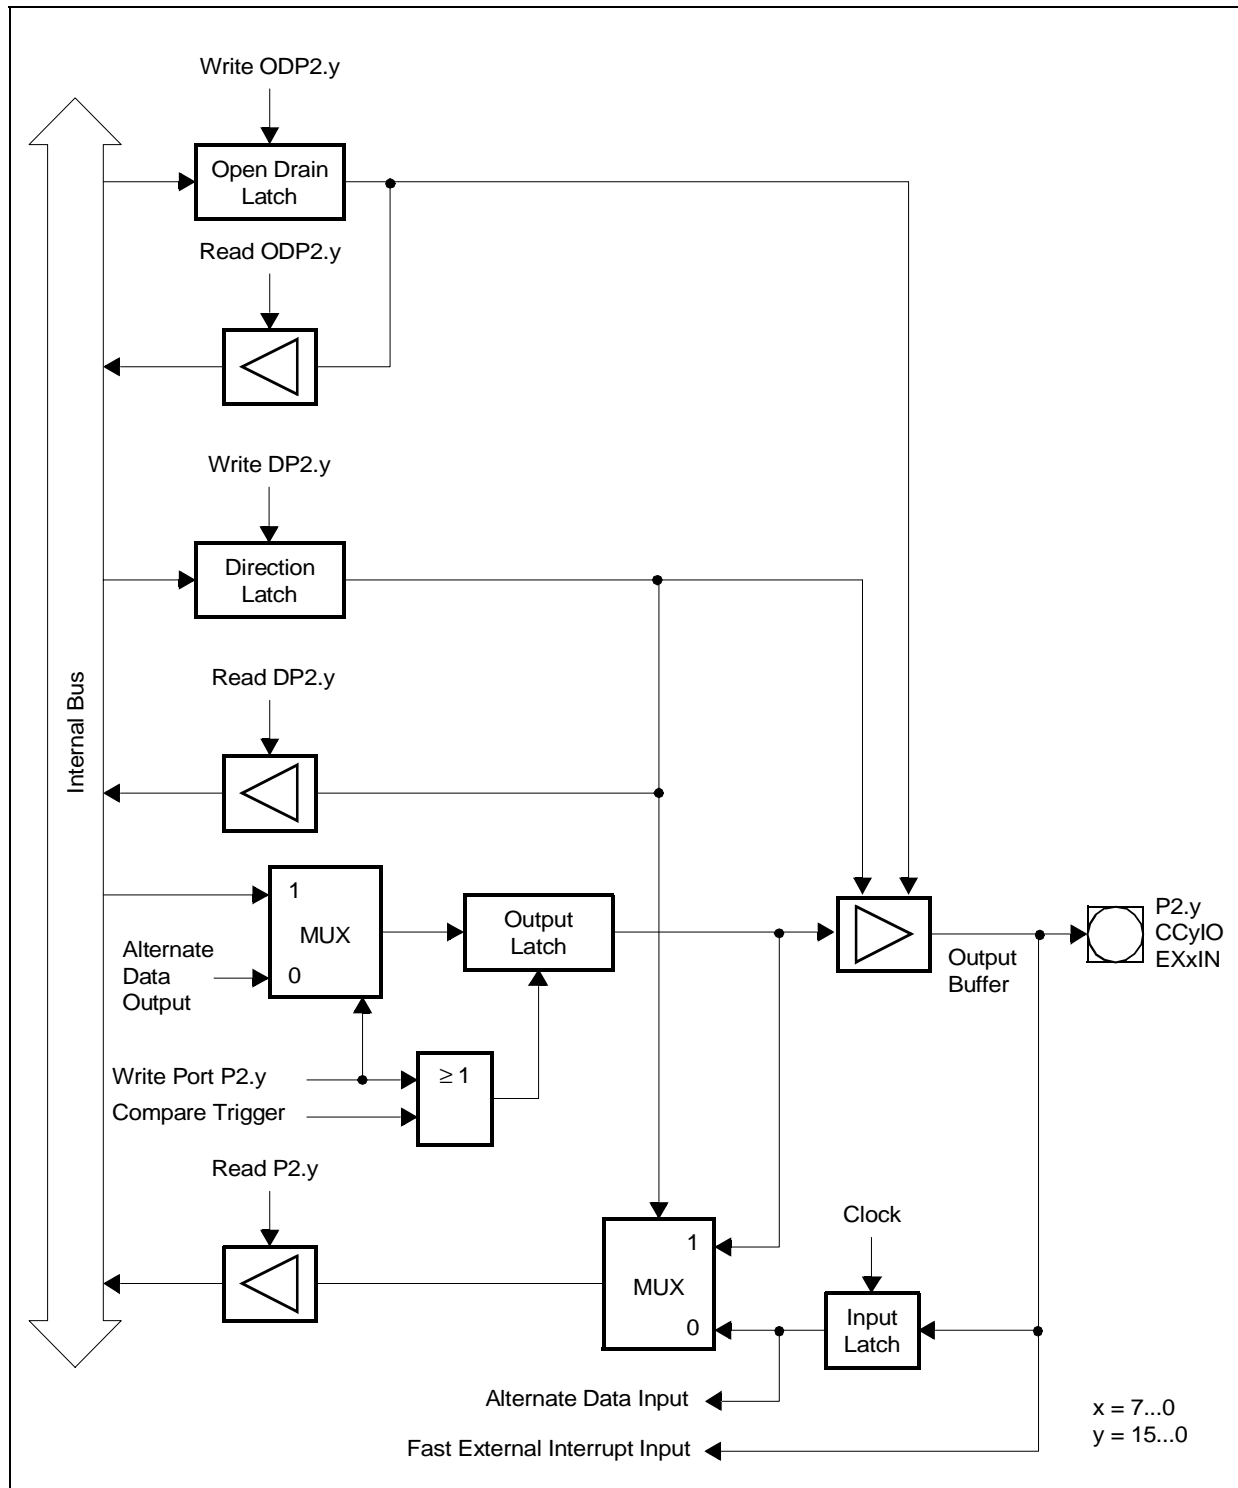 Write ODP2.y
Open Drain
Latch
Read ODP2.y
Write DP2.y
Direction
Latch
Internal Bus
Read DP2.y
1
MUX
0
Alternate
Data
Output
Output
Latch
Output
Buffer
P2.y
CCyIO
EXxIN
Write Port P2.y
≥ 1
Compare Trigger
Read P2.y
1
MUX
0
Clock
Input
Latch
Alternate Data Input
Fast External Interrupt Input
x = 7...0
y = 15...0